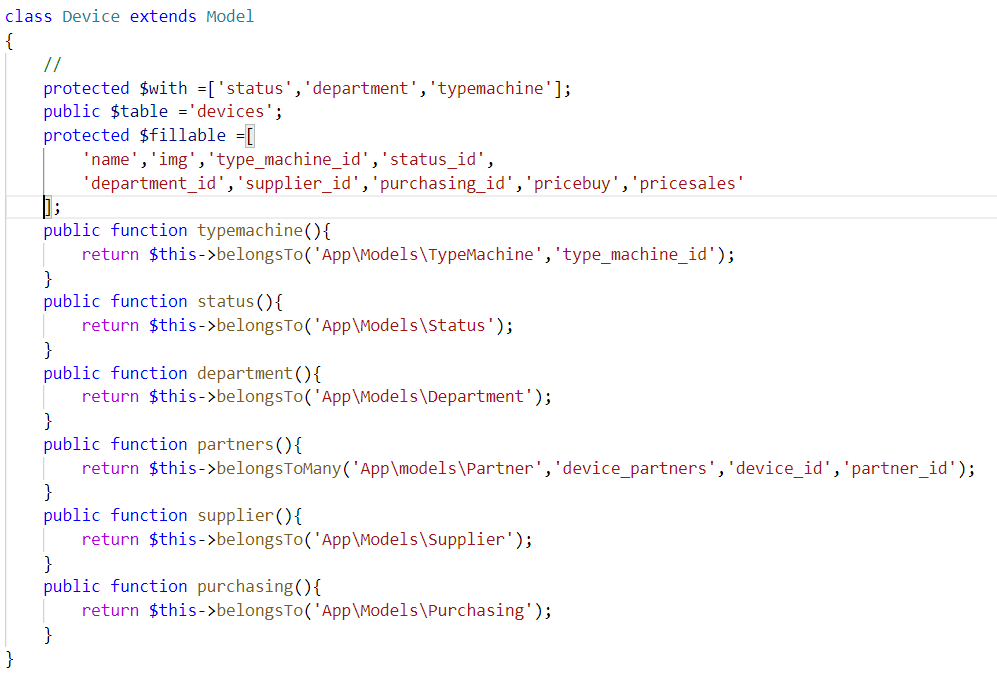 class Device extends Model
{
    //
    protected $with =['status','department','typemachine'];
    public $table ='devices';
    protected $fillable =[
        'name','img','type_machine_id','status_id',
        'department_id','supplier_id','purchasing_id','pricebuy','pricesales'
    ];
    public function typemachine(){
        return $this->belongsTo('App\Models\TypeMachine','type_machine_id');
    }
    public function status(){
        return $this->belongsTo('App\Models\Status');
    }
    public function department(){
        return $this->belongsTo('App\Models\Department');
    }
    public function partners(){
        return $this->belongsToMany('App\models\Partner','device_partners','device_id','partner_id');
    }
    public function supplier(){
        return $this->belongsTo('App\Models\Supplier');
    }
    public function purchasing(){
        return $this->belongsTo('App\Models\Purchasing');
    }
}